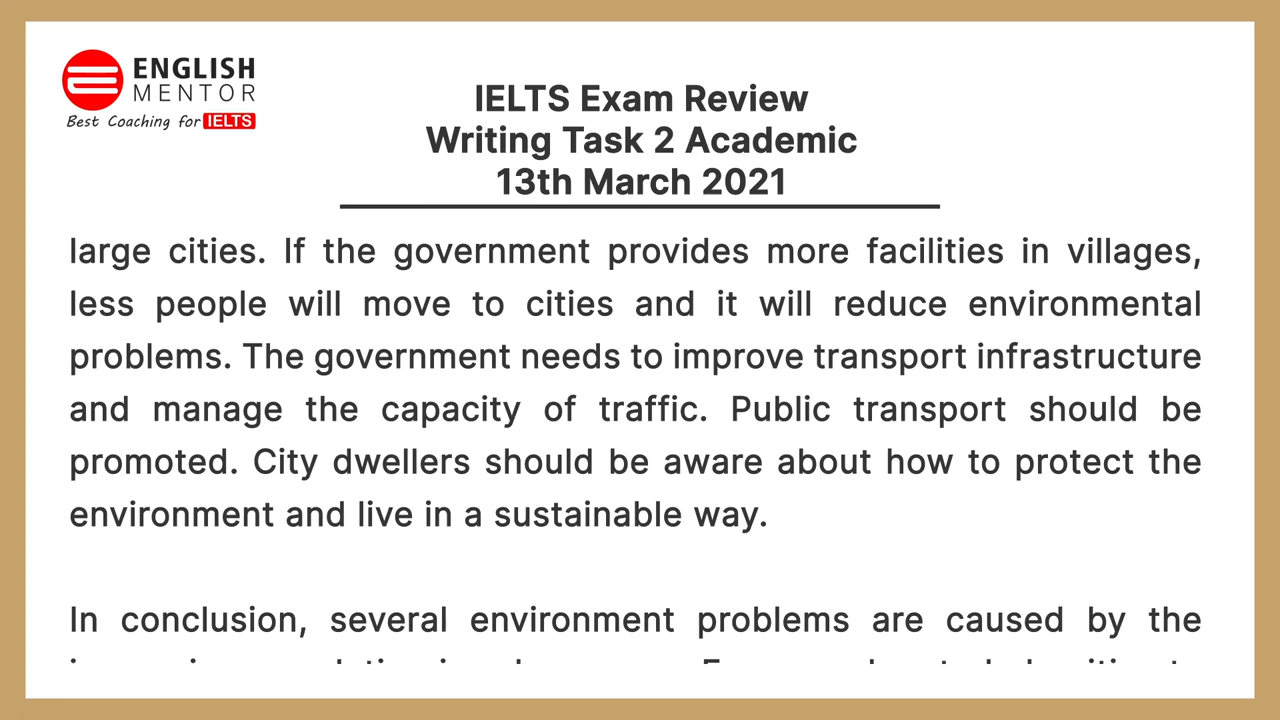 ENGLISH
MENTOR
Best Coaching for IELTS
IELTS Exam Review
Writing Task 2 Academic
13th March 2021
large cities. If the government provides more facilities in villages,
less people will move to cities and it will reduce environmental
problems. The government needs to improve transport infrastructure
and manage the capacity of traffic. Public transport should be
promoted. City dwellers should be aware about how to protect the
environment and live in a sustainable way.
In conclusion, several environment problems are caused by the